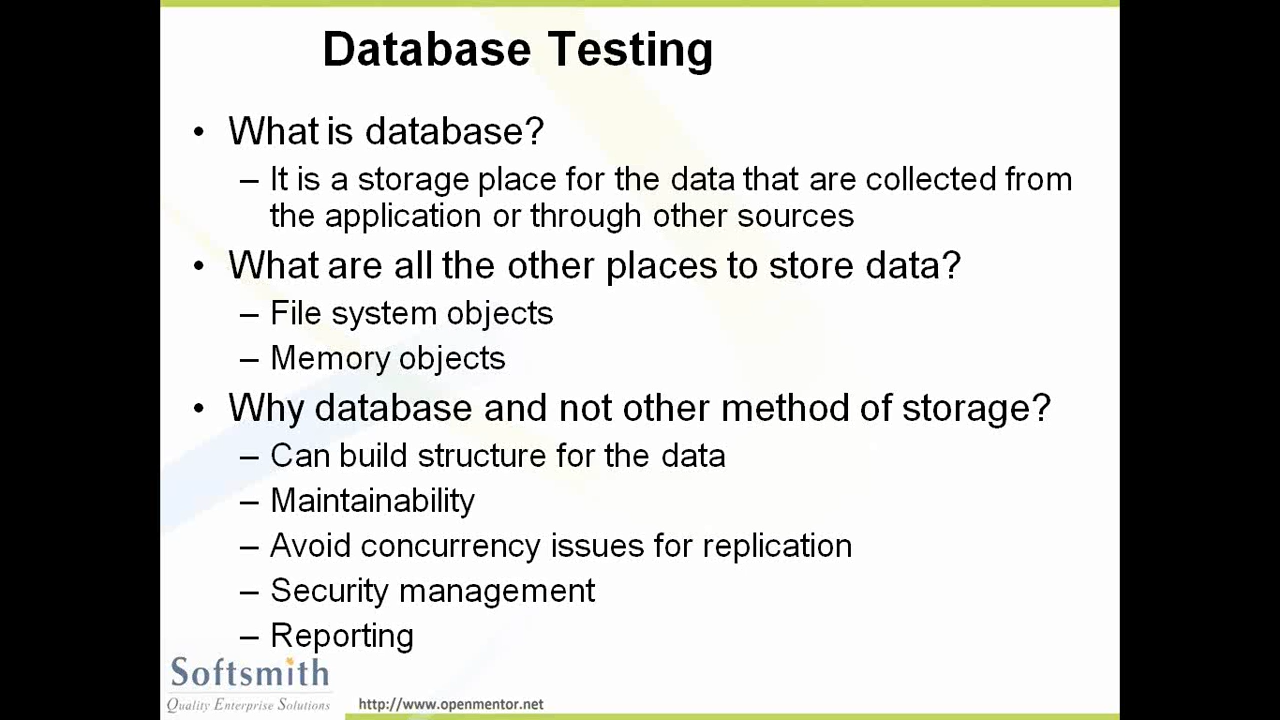 Database Testing
• What is database?
– It is a storage place for the data that are collected from
the application or through other sources
• What are all the other places to store data?
– File system objects
– Memory objects
• Why database and not other method of storage?
– Can build structure for the data
– Maintainability
– Avoid concurrency issues for replication
– Security management
– Reporting
Softsmith
Quality Enterprise Solutions
http://www.openmentor.net